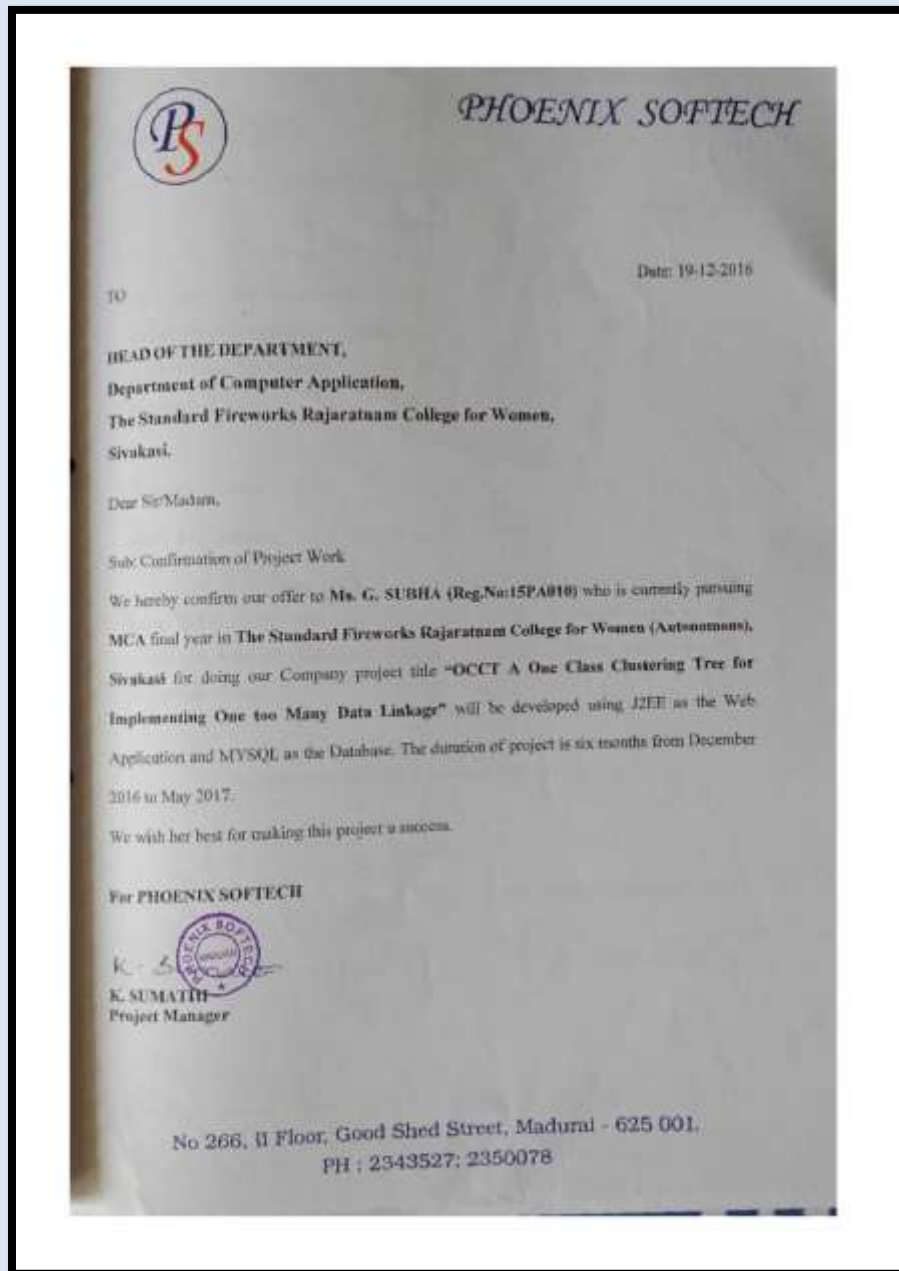 PS
PHOENIX SOFTECH
Date: 19-12-2016
TO
HEAD OF THE DEPARTMENT,
Department of Computer Application,
The Standard Fireworks Rajaratnam College for Women,
Sivakasi.
Dear Sir/Madam,
Sub: Confirmation of Project Work
We hereby confirm our offer to Ms. G. SUBHA (Reg.No:15PA010) who is currently pursuing
MCA final year in The Standard Fireworks Rajaratnam College for Women (Autonomous),
Sivakasi for doing our Company project title “OCCT A One Class Clustering Tree for
Implementing One too Many Data Linkage” will be developed using J2EE as the Web
Application and MYSQL as the Database. The duration of project is six months from December
2016 to May 2017.
We wish her best for making this project a success.
For PHOENIX SOFTECH
PHOENIX SOFTECH
K. SUMATHI
Project Manager
No 266, II Floor, Good Shed Street, Madurai - 625 001.
PH : 2343527; 2350078